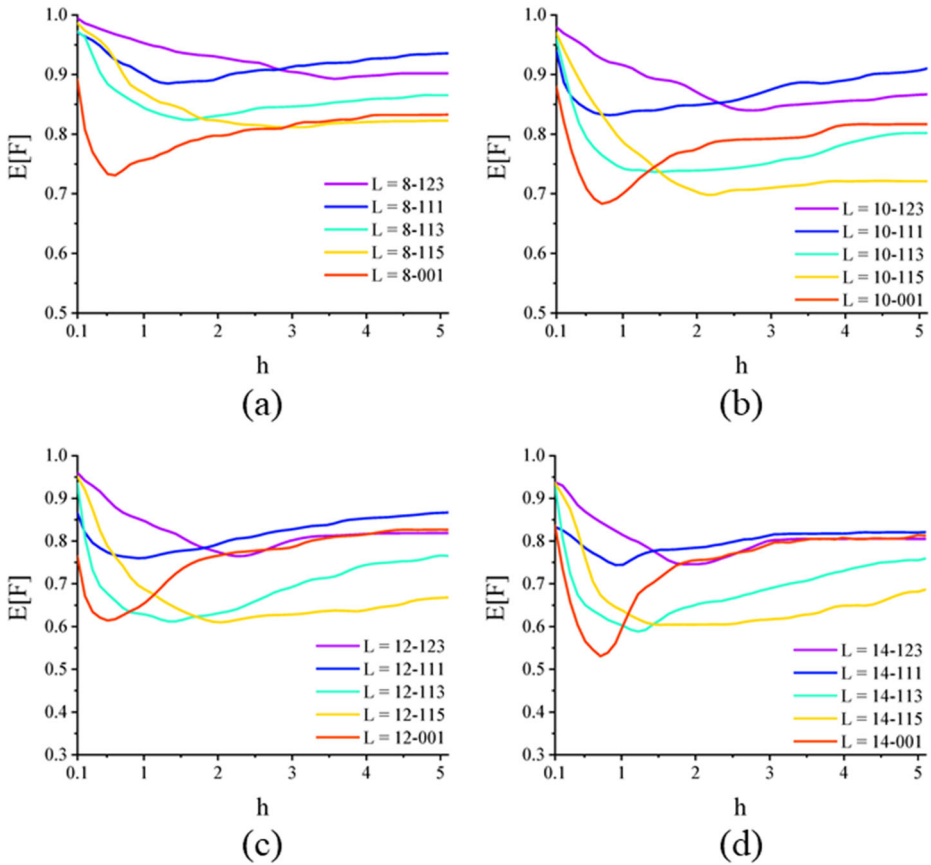 1.0
0.9
0.8
0.7
0.6
0.5
E[F]
0.1 1 2 3 4 5
h
L = 8-123
L = 8-111
L = 8-113
L = 8-115
L = 8-001
(a)
1.0
0.9
0.8
0.7
0.6
0.5
E[F]
0.1 1 2 3 4 5
h
L = 10-123
L = 10-111
L = 10-113
L = 10-115
L = 10-001
(b)
1.0
0.9
0.8
0.7
0.6
0.5
0.4
0.3
E[F]
0.1 1 2 3 4 5
h
L = 12-123
L = 12-111
L = 12-113
L = 12-115
L = 12-001
(c)
1.0
0.9
0.8
0.7
0.6
0.5
0.4
0.3
E[F]
0.1 1 2 3 4 5
h
L = 14-123
L = 14-111
L = 14-113
L = 14-115
L = 14-001
(d)